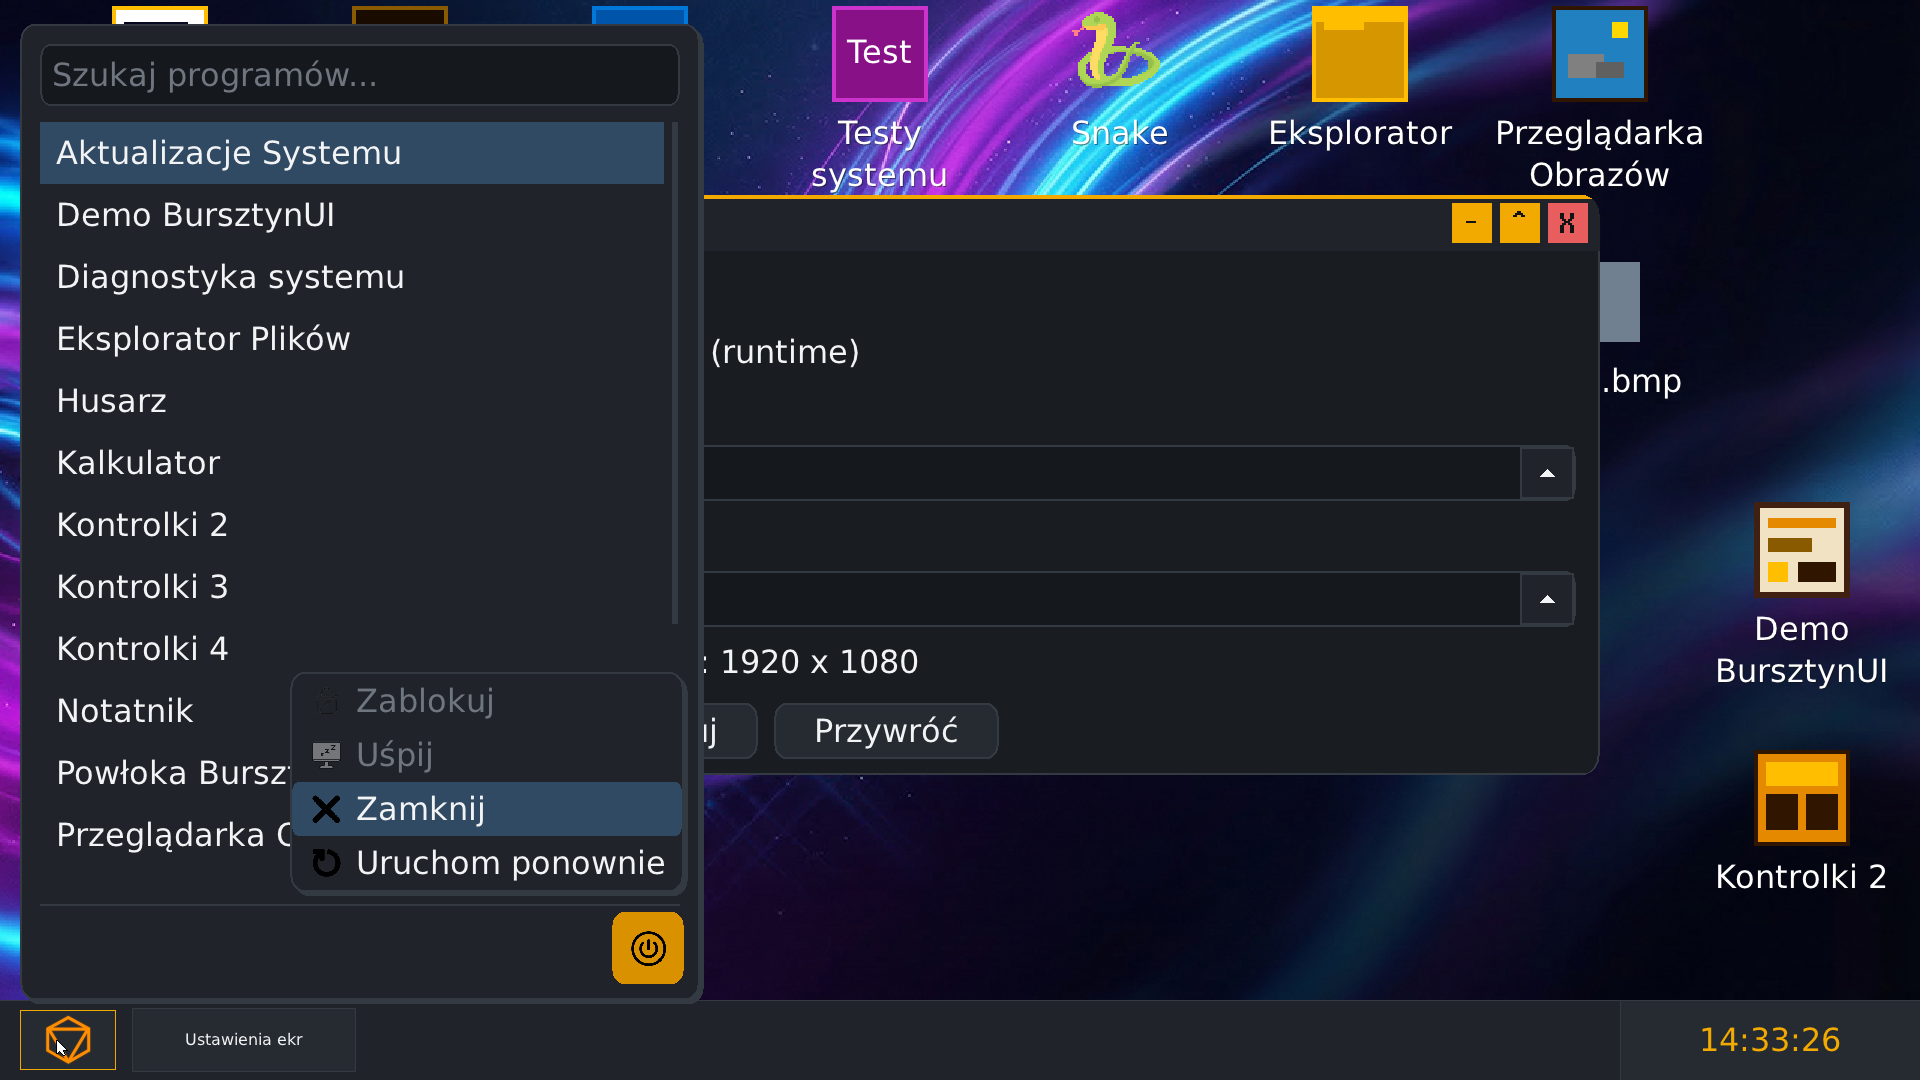 Szukaj programów...
Aktualizacje Systemu
Demo BursztynUI
Diagnostyka systemu
Eksplorator Plików
Husarz
Kalkulator
Kontrolki 2
Kontrolki 3
Kontrolki 4
Notatnik
Powłoka Bursz
Przeglądarka
Zablokuj
Uśpij
Zamknij
Uruchom ponownie
Test
Testy
systemu
Snake
Eksplorator
Przeglądarka
Obrazów
- ^ X
(runtime)
.bmp
: 1920 x 1080
Przywróć
Demo
BursztynUI
Kontrolki 2
Ustawienia ekr
14:33:26